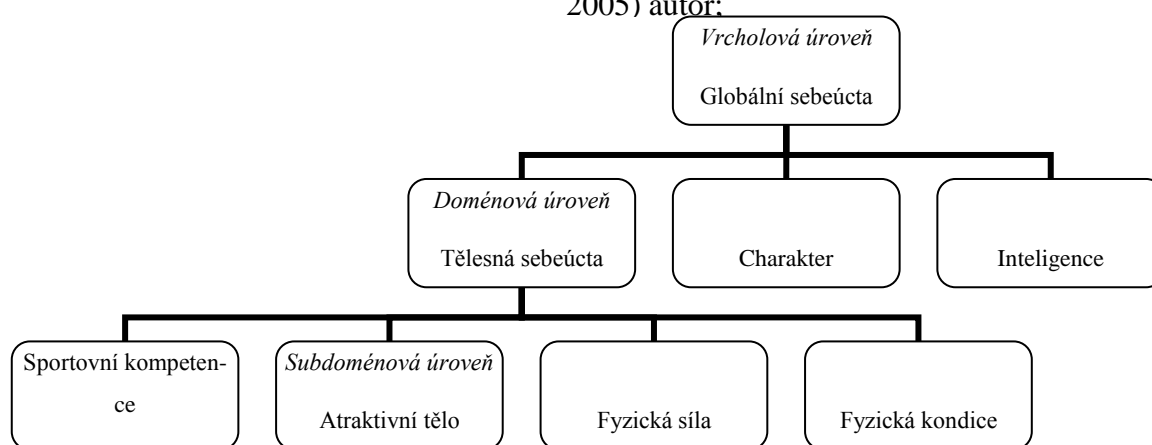 2005) autor;
Vrcholová úroveň
Globální sebeúcta
Doménová úroveň
Tělesná sebeúcta
Charakter
Inteligence
Sportovní kompeten-
ce
Subdoménová úroveň
Atraktivní tělo
Fyzická síla
Fyzická kondice